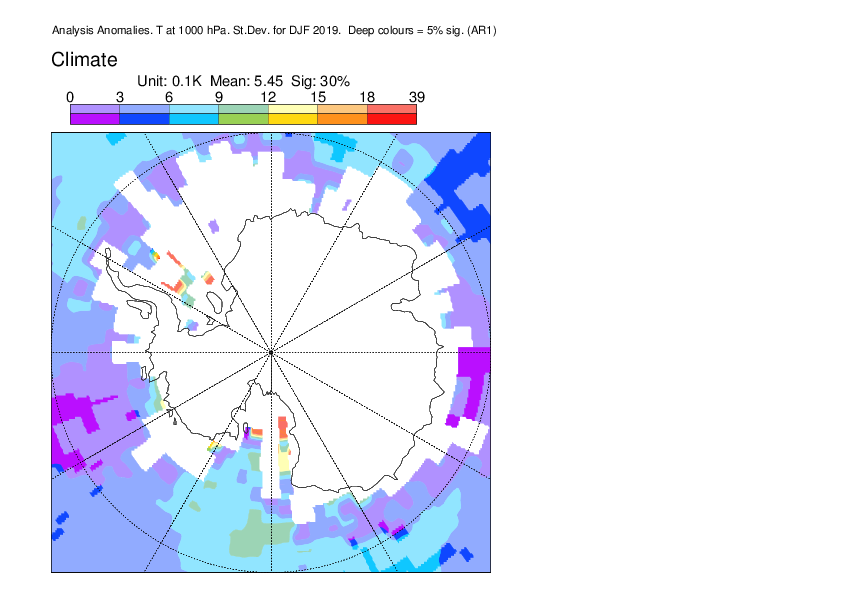 Analysis Anomalies. T at 1000 hPa. St.Dev. for DJF 2019.  Deep colours = 5% sig. (AR1)
Climate
Unit: 0.1K  Mean: 5.45  Sig: 30%
0 3 6 9 12 15 18 39